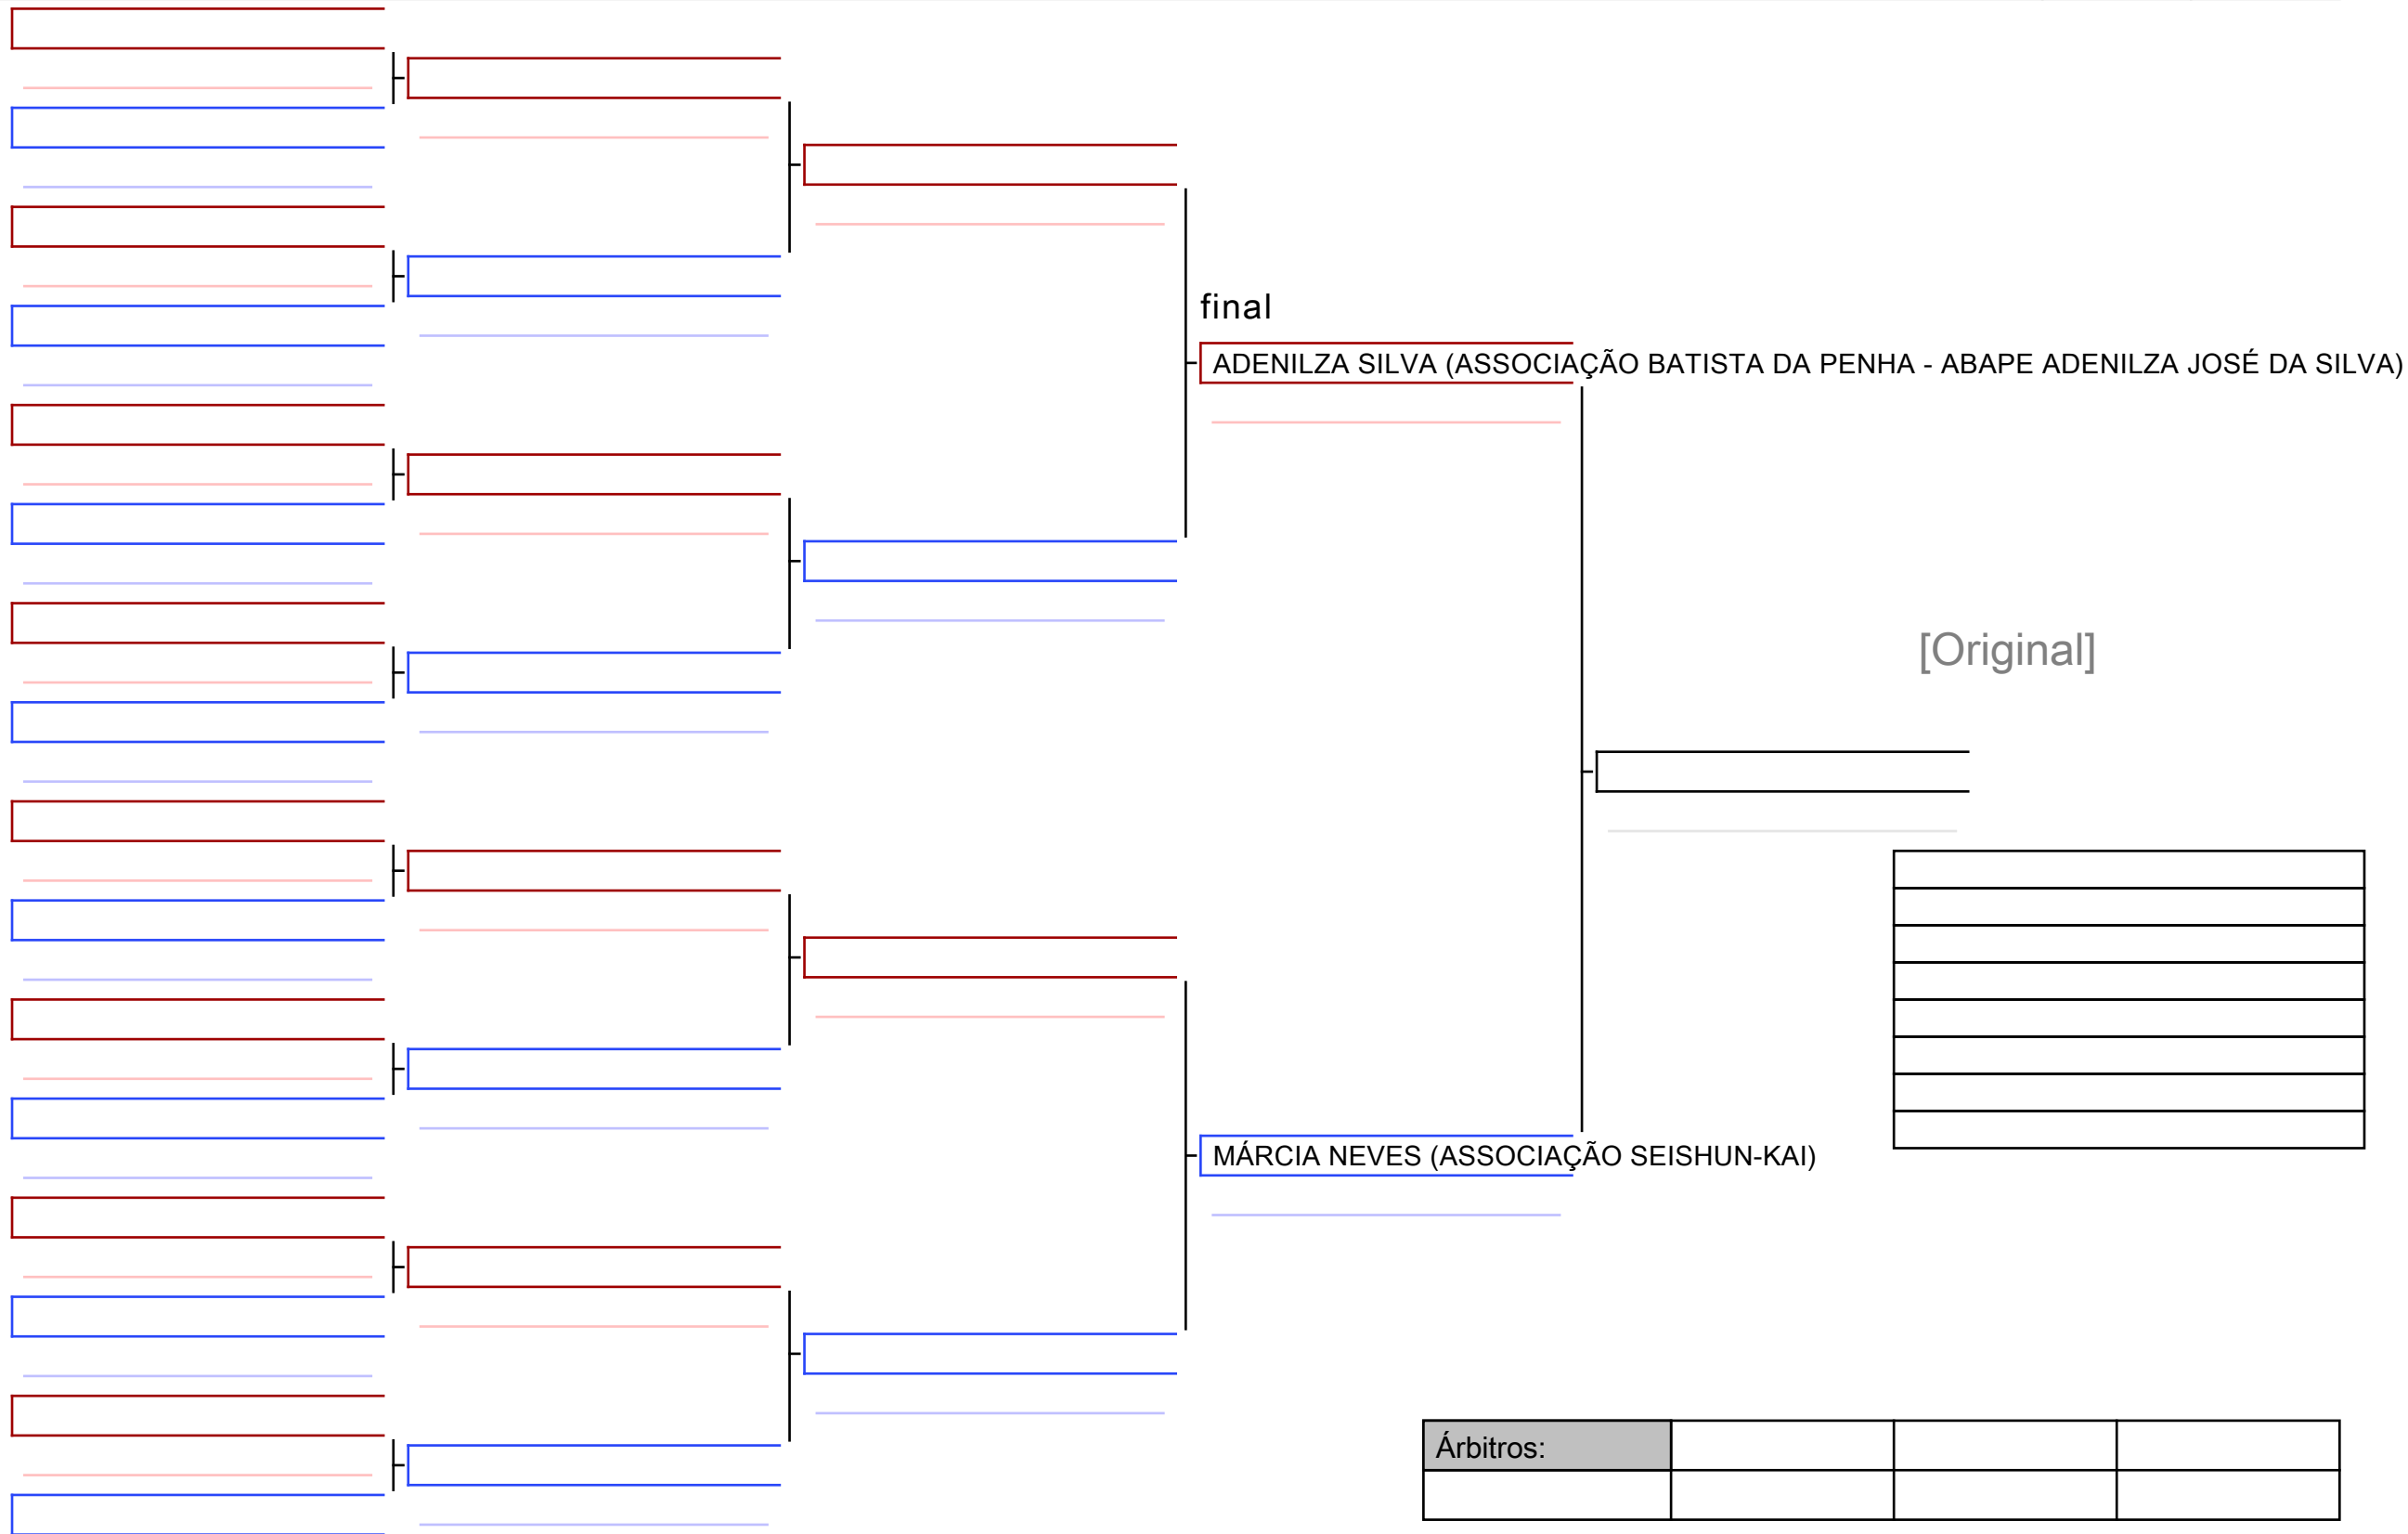 final
ADENILZA SILVA (ASSOCIAÇÃO BATISTA DA PENHA - ABAPE ADENILZA JOSÉ DA SILVA)
[Original]
MÁRCIA NEVES (ASSOCIAÇÃO SEISHUN-KAI)
Árbitros: